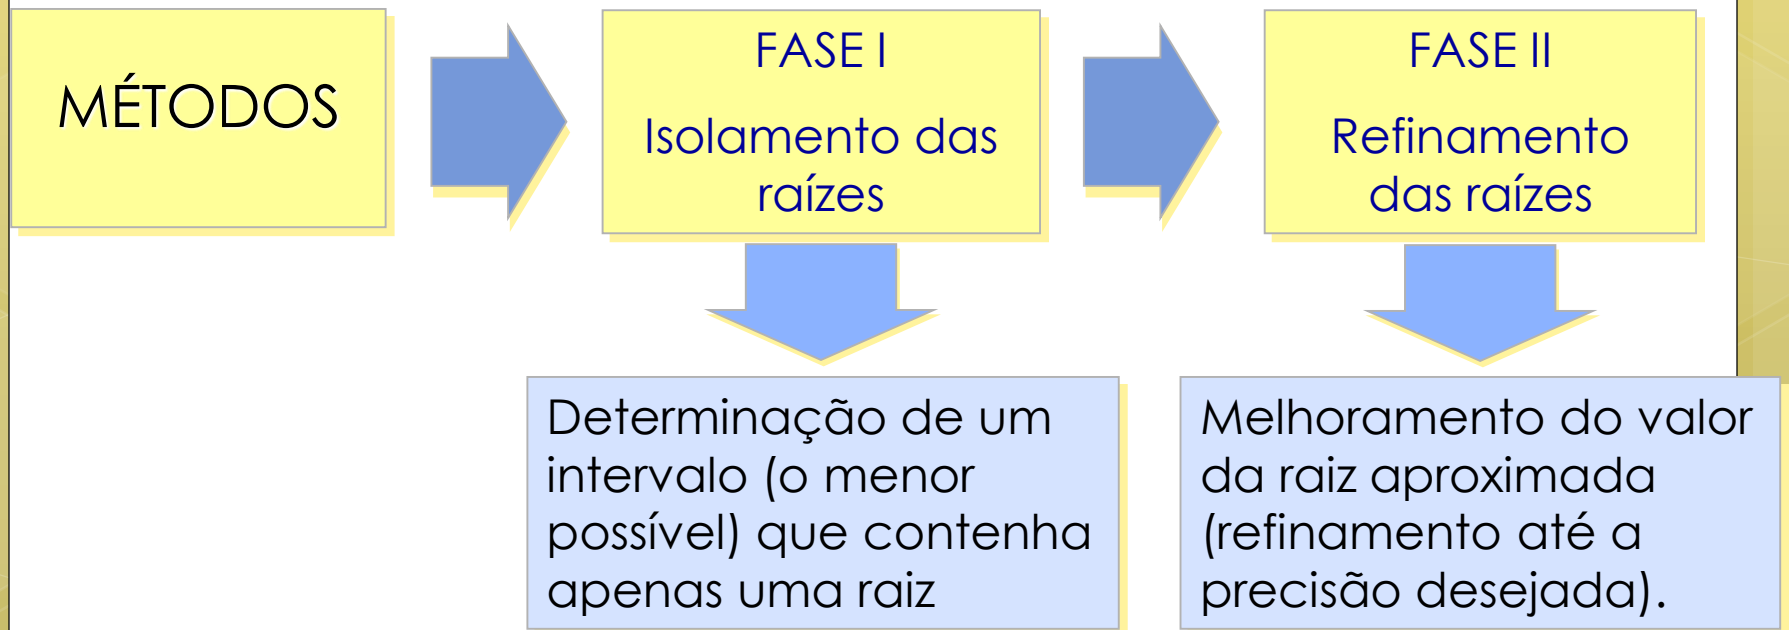 MÉTODOS
FASE I
Isolamento das
raízes
FASE II
Refinamento
das raízes
Determinação de um
intervalo (o menor
possível) que contenha
apenas uma raiz
Melhoramento do valor
da raiz aproximada
(refinamento até a
precisão desejada).